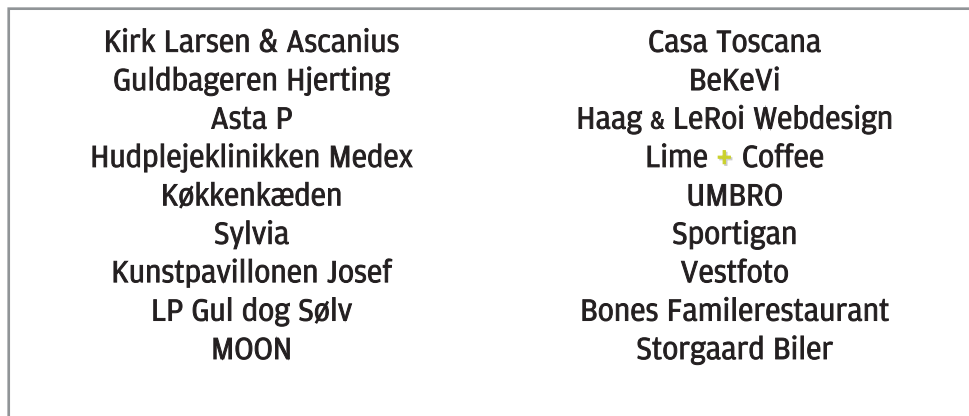 Kirk Larsen & Ascanius
Guldbageren Hjerting
Asta P
Hudplejeklinikken Medex
Køkkenkæden
Sylvia
Kunstpavillonen Josef
LP Gul dog Sølv
MOON
Casa Toscana
BeKeVi
Haag & LeRoi Webdesign
Lime + Coffee
UMBRO
Sportigan
Vestfoto
Bones Familerestaurant
Storgaard Biler